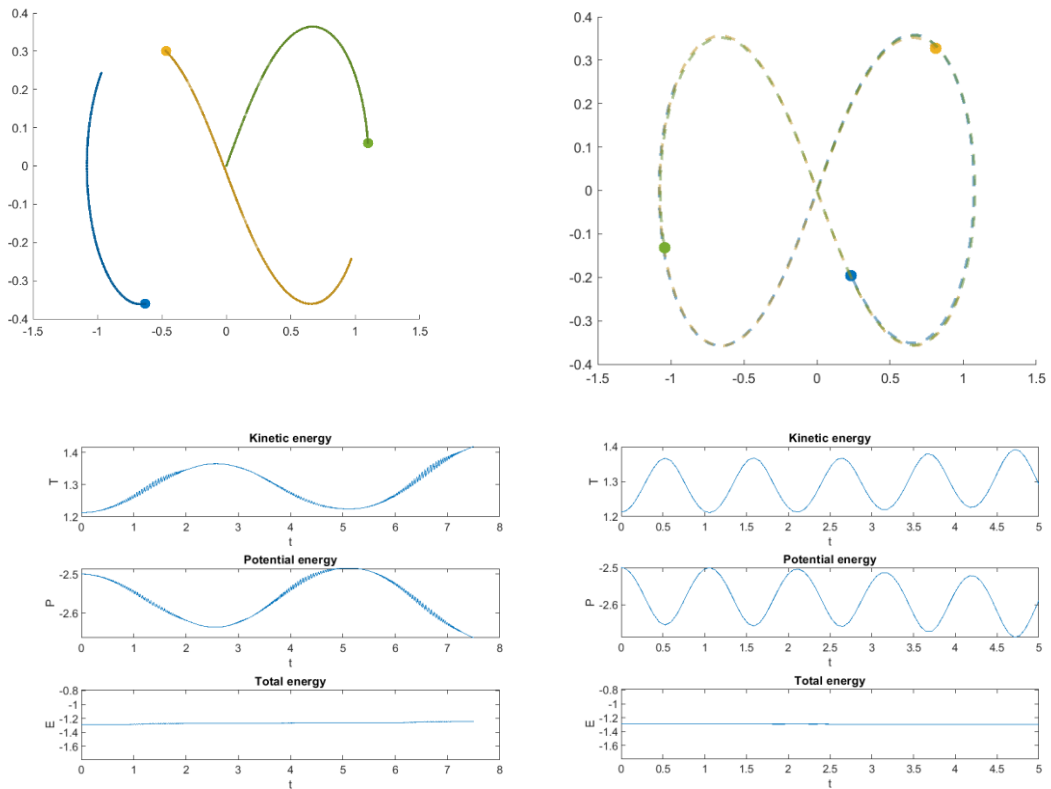 0.4
0.3
0.2
0.1
0
-0.1
-0.2
-0.3
-0.4
-1.5 -1 -0.5 0 0.5 1 1.5
0.4
0.3
0.2
0.1
0
-0.1
-0.2
-0.3
-0.4
-1.5 -1 -0.5 0 0.5 1 1.5
Kinetic energy
1.4
1.3
1.2
T
0 1 2 3 4 5 6 7 8
t
Potential energy
-2.5
-2.6
P
0 1 2 3 4 5 6 7 8
t
Total energy
-0.8
-1
-1.2
-1.4
-1.6
E
0 1 2 3 4 5 6 7 8
t
Kinetic energy
1.4
1.3
1.2
T
0 0.5 1 1.5 2 2.5 3 3.5 4 4.5 5
t
Potential energy
-2.5
-2.6
P
0 0.5 1 1.5 2 2.5 3 3.5 4 4.5 5
t
Total energy
-0.8
-1
-1.2
-1.4
-1.6
E
0 0.5 1 1.5 2 2.5 3 3.5 4 4.5 5
t